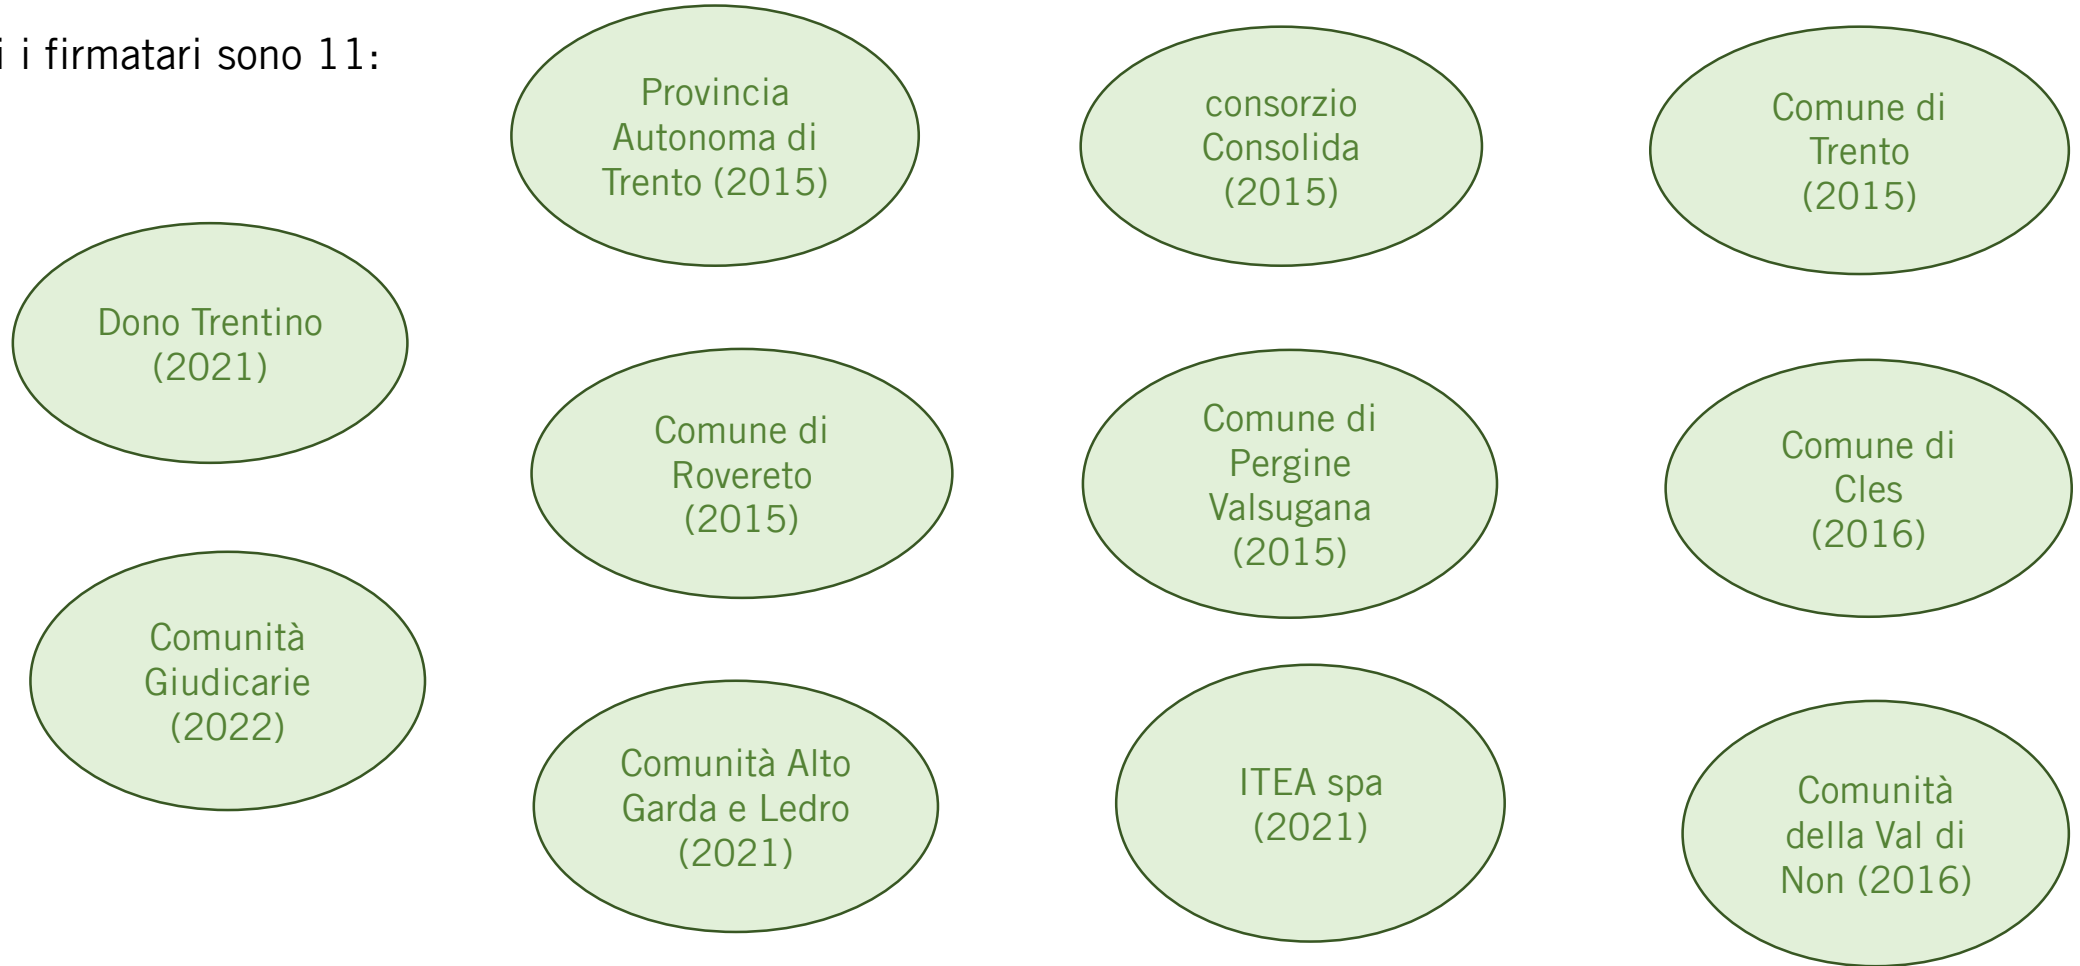 i i firmatari sono 11:
Provincia
Autonoma di
Trento (2015)
consorzio
Consolida
(2015)
Comune di
Trento
(2015)
Dono Trentino
(2021)
Comune di
Rovereto
(2015)
Comune di
Pergine
Valsugana
(2015)
Comune di
Cles
(2016)
Comunità
Giudicarie
(2022)
Comunità Alto
Garda e Ledro
(2021)
ITEA spa
(2021)
Comunità
della Val di
Non (2016)